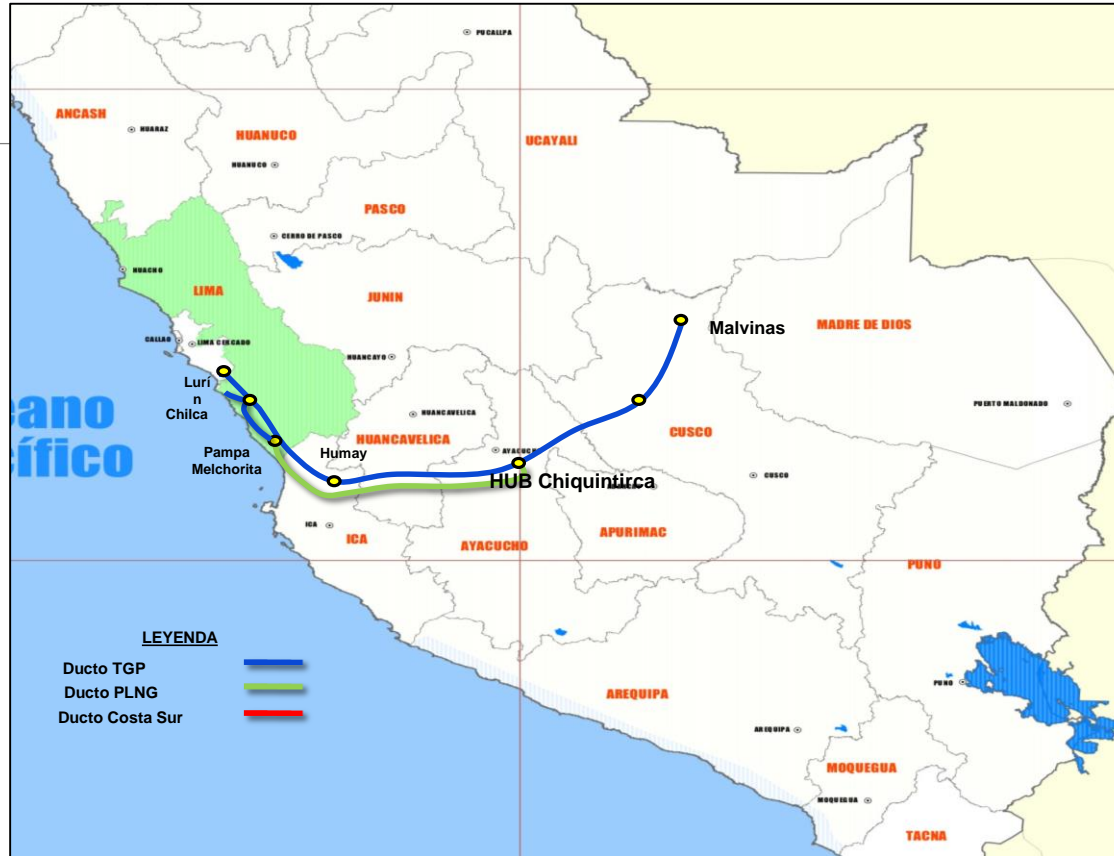 PUCALLPA
ANCASH
HUARAZ
HUANUCO
UCAYALI
HUANUCO
PASCO
CERRO DE PASCO
HUACHO
LIMA
JUNIN
Malvinas
MADRE DE DIOS
CALLAO
LIMA CERCADO
HUANCAYO
Lurí
n
Chilca
eano
cífico
HUANCAVELICA
PUERTO MALDONADO
HUANCAVELICA
CUSCO
Pampa
Melchorita
Humay
AYACUCHO
HUB Chiquintirca
CUSCO
ICA
ICA
AYACUCHO
APURIMAC
PUNO
LEYENDA
Ducto TGP
Ducto PLNG
Ducto Costa Sur
AREQUIPA
PUNO
AREQUIPA
MOQUEGUA
MOQUEGUA
TACNA